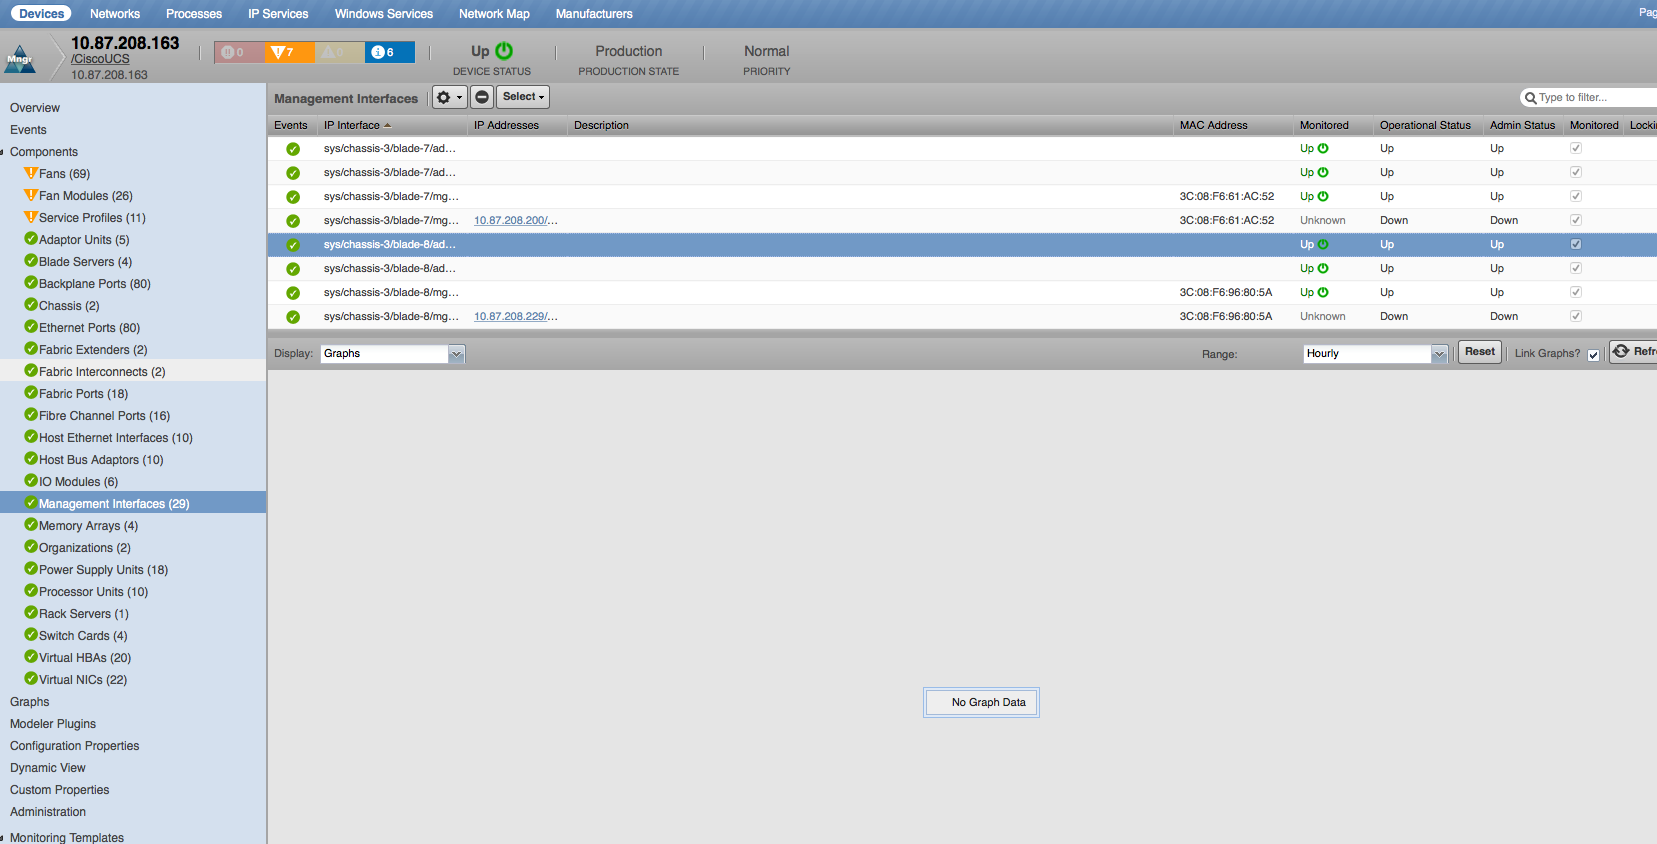 Devices Networks Processes IP Services Windows Services Network Map Manufacturers Pag
Mngr
10.87.208.163
/CiscoUCS
10.87.208.163
0 7 0 6
Up
DEVICE STATUS
Production
PRODUCTION STATE
Normal
PRIORITY
Overview
Events
Components
Fans (69)
Fan Modules (26)
Service Profiles (11)
Adaptor Units (5)
Blade Servers (4)
Backplane Ports (80)
Chassis (2)
Ethernet Ports (80)
Fabric Extenders (2)
Fabric Interconnects (2)
Fabric Ports (18)
Fibre Channel Ports (16)
Host Ethernet Interfaces (10)
Host Bus Adaptors (10)
IO Modules (6)
Management Interfaces (29)
Memory Arrays (4)
Organizations (2)
Power Supply Units (18)
Processor Units (10)
Rack Servers (1)
Switch Cards (4)
Virtual HBAs (20)
Virtual NICs (22)
Graphs
Modeler Plugins
Configuration Properties
Dynamic View
Custom Properties
Administration
Monitoring Templates
Management Interfaces Select Type to filter...
Events IP Interface IP Addresses Description MAC Address Monitored Operational Status Admin Status Monitored Lockin
sys/chassis-3/blade-7/ad... Up Up Up
sys/chassis-3/blade-7/ad... Up Up Up
sys/chassis-3/blade-7/mg... 3C:08:F6:61:AC:52 Up Up Up
sys/chassis-3/blade-7/mg... 10.87.208.200/... 3C:08:F6:61:AC:52 Unknown Down Down
sys/chassis-3/blade-8/ad... Up Up Up
sys/chassis-3/blade-8/ad... Up Up Up
sys/chassis-3/blade-8/mg... 3C:08:F6:96:80:5A Up Up Up
sys/chassis-3/blade-8/mg... 10.87.208.229/... 3C:08:F6:96:80:5A Unknown Down Down
Display: Graphs Range: Hourly Reset Link Graphs? Refr
No Graph Data